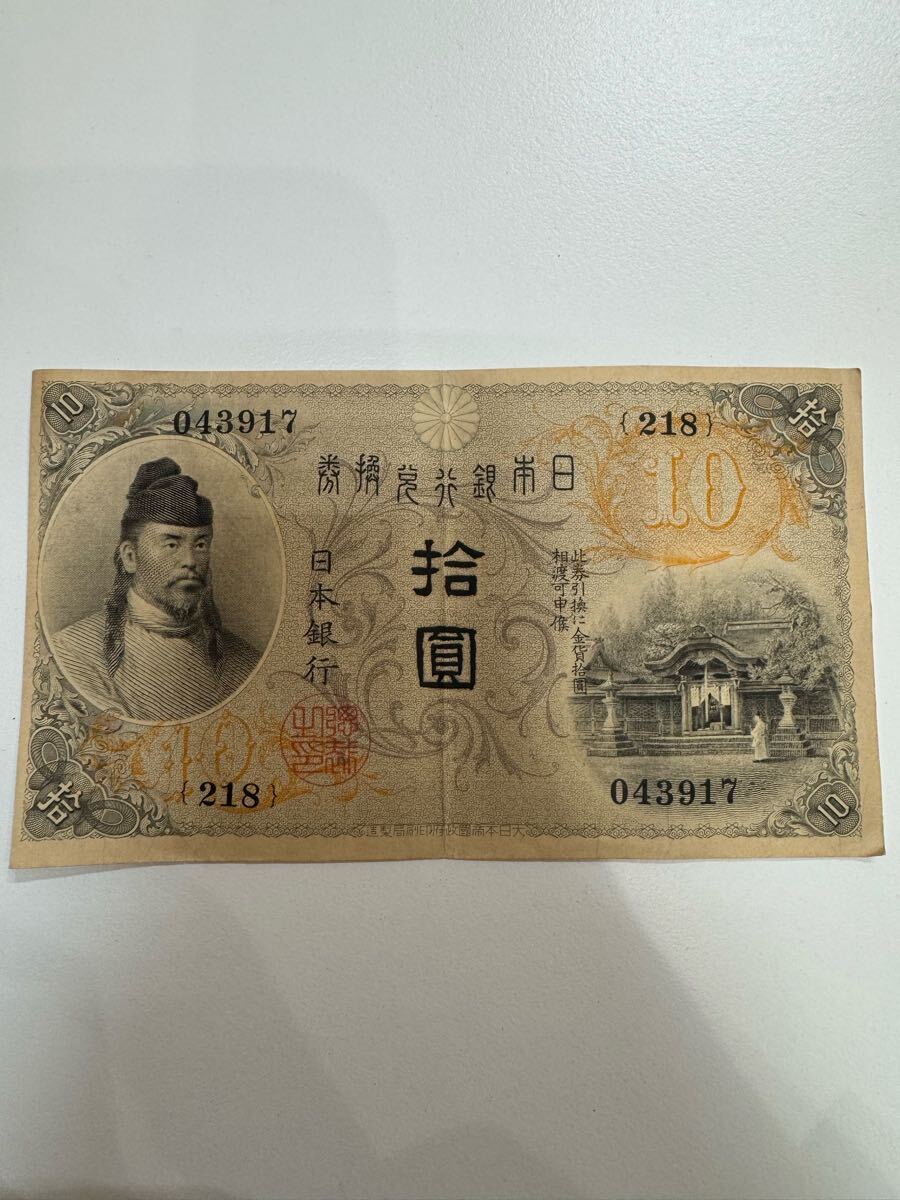 10
拾
043917
{218}
券換兌行銀本日
10
拾圓
日本銀行
此券引換に金貨拾圓
相渡可申候
10
{218}
043917
拾
10
造製局刷印府政國帝本日大